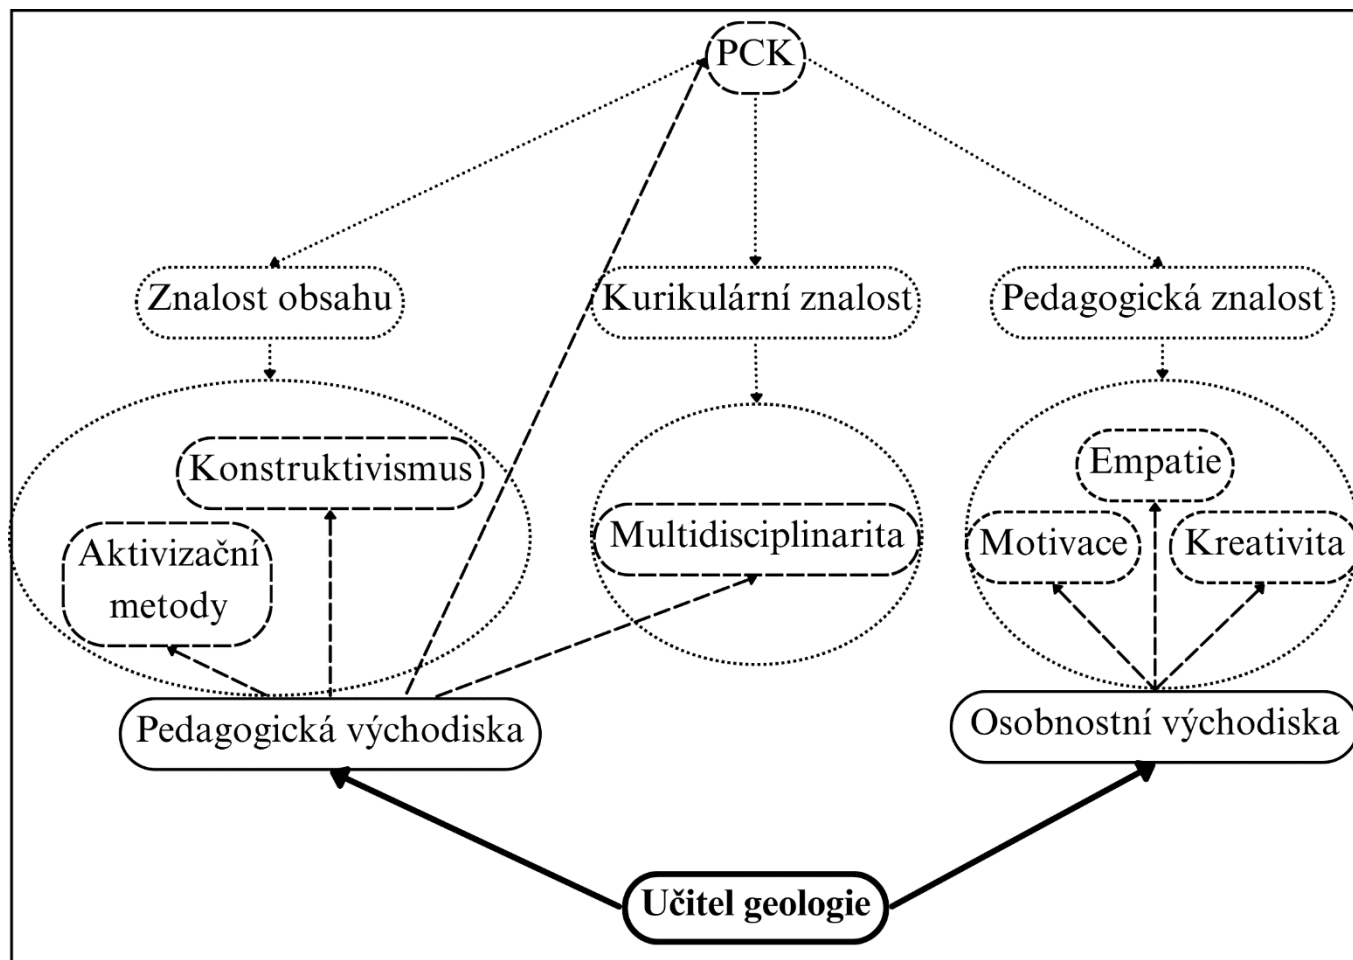 PCK
Znalost obsahu
Kurikulární znalost
Pedagogická znalost
Konstruktivismus
Aktivizační
metody
Multidisciplinarita
Empatie
Motivace
Kreativita
Pedagogická východiska
Osobnostní východiska
Učitel geologie